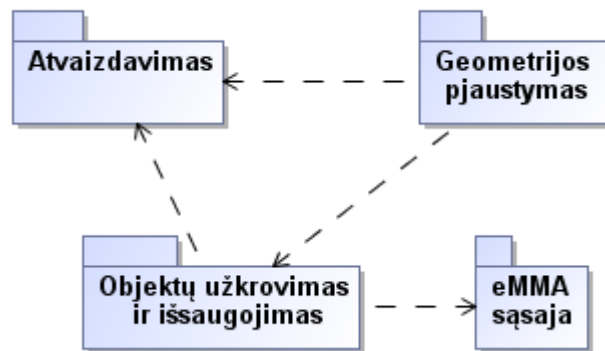 Atvaizdavimas
Geometrijos
pjaustymas
Objektų užkrovimas
ir išsaugojimas
eMMA
sąsaja